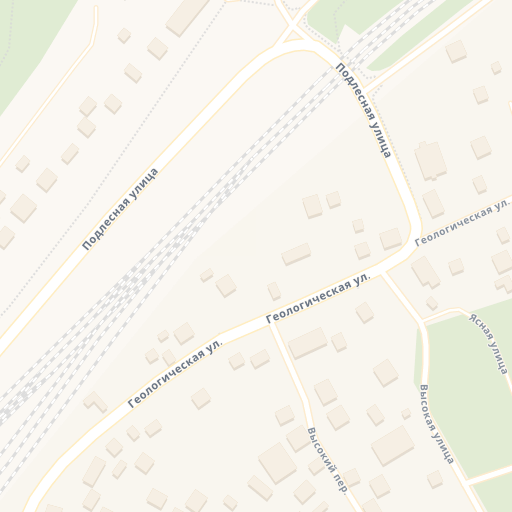 Подлесная улица
Подлесная улица
Геологическая ул.
Геологическая ул.
Ясная улица
Геологическая ул.
Высокая улица
Высокий пер.